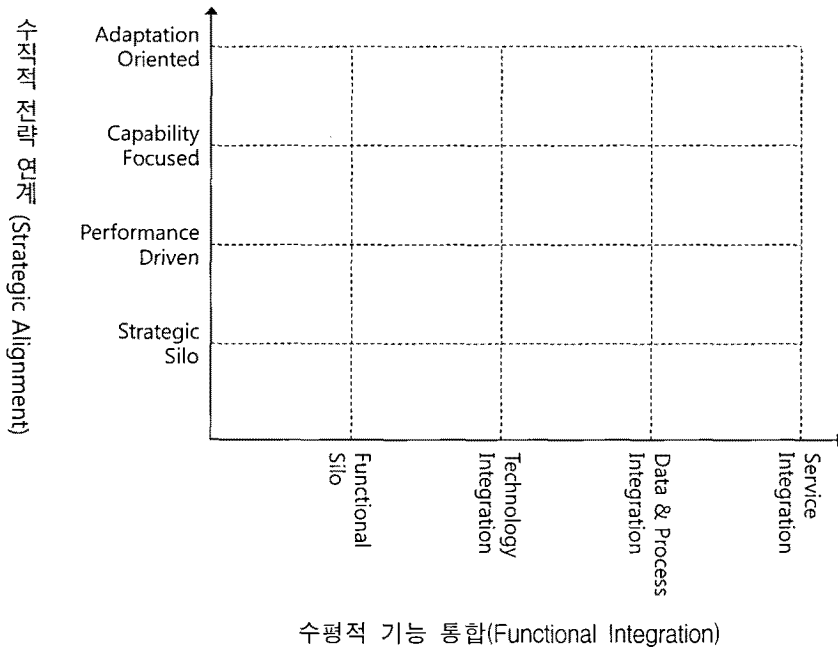 수직적 전략 연계 (Strategic Alignment)
Adaptation
Oriented
Capability
Focused
Performance
Driven
Strategic
Silo
Functional
Silo
Technology
Integration
Data & Process
Integration
Service
Integration
수평적 기능 통합(Functional Integration)